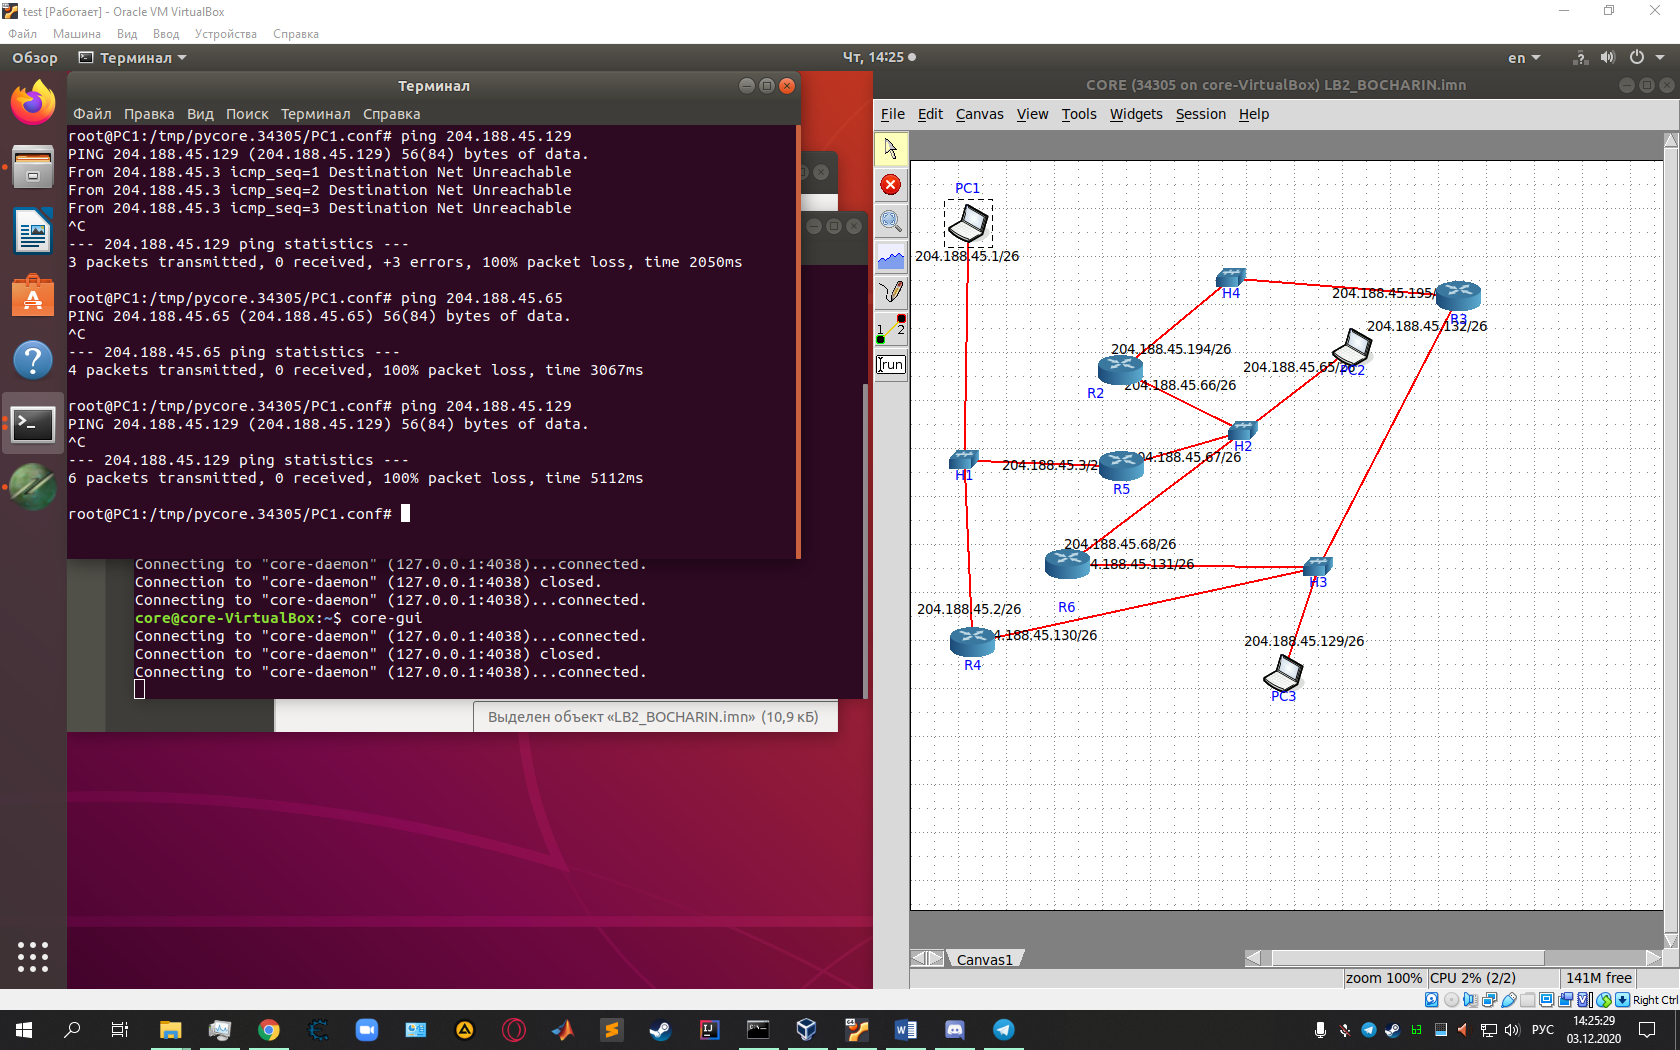 test [Работает] - Oracle VM VirtualBox
Файл Машина Вид Ввод Устройства Справка
Обзор Терминал Чт, 14:25 en
Терминал
CORE (34305 on core-VirtualBox) LB2_BOCHARIN.imn
Файл Правка Вид Поиск Терминал Справка
File Edit Canvas View Tools Widgets Session Help
root@PC1:/tmp/pycore.34305/PC1.conf# ping 204.188.45.129
PING 204.188.45.129 (204.188.45.129) 56(84) bytes of data.
From 204.188.45.3 icmp_seq=1 Destination Net Unreachable
From 204.188.45.3 icmp_seq=2 Destination Net Unreachable
From 204.188.45.3 icmp_seq=3 Destination Net Unreachable
^C
--- 204.188.45.129 ping statistics ---
3 packets transmitted, 0 received, +3 errors, 100% packet loss, time 2050ms
root@PC1:/tmp/pycore.34305/PC1.conf# ping 204.188.45.65
PING 204.188.45.65 (204.188.45.65) 56(84) bytes of data.
^C
--- 204.188.45.65 ping statistics ---
4 packets transmitted, 0 received, 100% packet loss, time 3067ms
root@PC1:/tmp/pycore.34305/PC1.conf# ping 204.188.45.129
PING 204.188.45.129 (204.188.45.129) 56(84) bytes of data.
^C
--- 204.188.45.129 ping statistics ---
6 packets transmitted, 0 received, 100% packet loss, time 5112ms
root@PC1:/tmp/pycore.34305/PC1.conf#
Connecting to "core-daemon" (127.0.0.1:4038)...connected.
Connecting to "core-daemon" (127.0.0.1:4038) closed.
Connecting to "core-daemon" (127.0.0.1:4038)...connected.
core@core-VirtualBox:~$ core-gui
Connecting to "core-daemon" (127.0.0.1:4038)...connected.
Connecting to "core-daemon" (127.0.0.1:4038) closed.
Connecting to "core-daemon" (127.0.0.1:4038)...connected.
Выделен объект «LB2_BOCHARIN.imn» (10,9 кБ)
1 2
run
PC1
204.188.45.1/26
H4
204.188.45.195/
R3
204.188.45.132/26
204.188.45.194/26
204.188.45.65/26
PC2
204.188.45.66/26
R2
H2
204.188.45.67/26
204.188.45.3/2
H1
R5
204.188.45.68/26
4.188.45.131/26
H3
R6
204.188.45.2/26
4.188.45.130/26
204.188.45.129/26
R4
PC3
Canvas1
zoom 100% CPU 2% (2/2) 141M free
Right Ctrl
РУС
14:25:29
03.12.2020